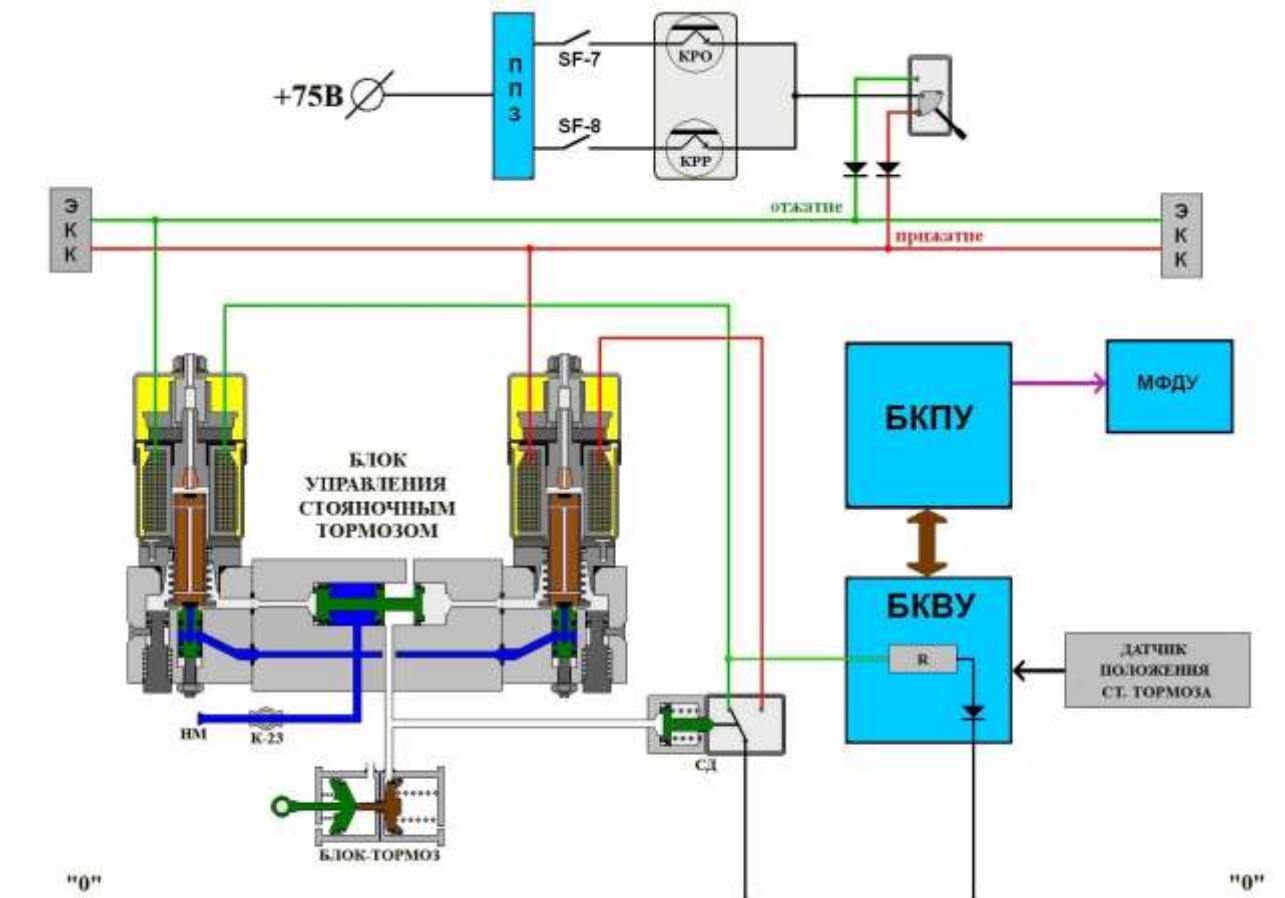 П
П
З
SF-7
КРО
+75В
SF-8
КРР
Э
К
К
отжатие
Э
К
К
прижатие
БКПУ
МФДУ
БЛОК
УПРАВЛЕНИЯ
СТОЯНОЧНЫМ
ТОРМОЗОМ
БКВУ
R
ДАТЧИК
ПОЛОЖЕНИЯ
СТ. ТОРМОЗА
НМ
К-23
СД
БЛОК-ТОРМОЗ
"0"
"0"